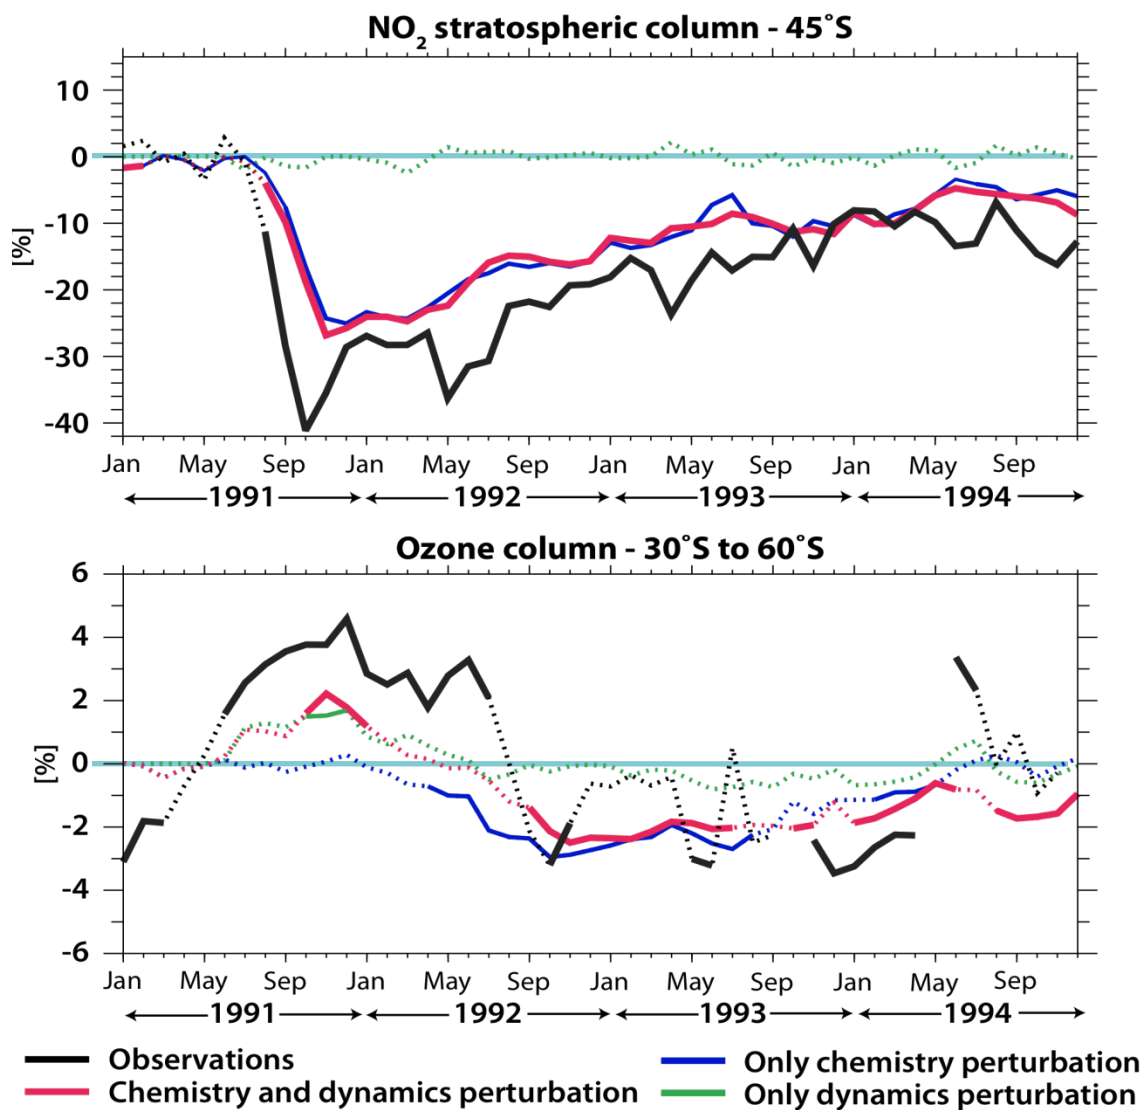 NO2 stratospheric column - 45˚S
10
0
-10
-20
-30
-40
[%]
Jan May Sep Jan May Sep Jan May Sep Jan May Sep
1991 1992 1993 1994
Ozone column - 30˚S to 60˚S
6
4
2
0
-2
-4
-6
[%]
Jan May Sep Jan May Sep Jan May Sep Jan May Sep
1991 1992 1993 1994
Observations Only chemistry perturbation
Chemistry and dynamics perturbation Only dynamics perturbation